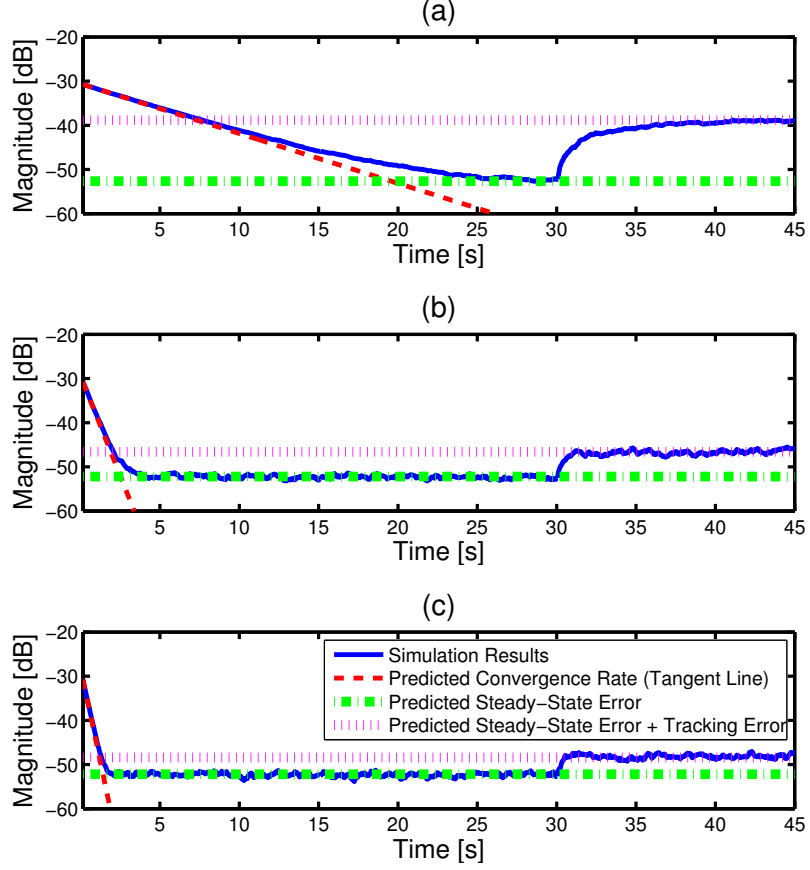 (a)
Magnitude [dB]
−20
−30
−40
−50
−60
5 10 15 20 25 30 35 40 45
Time [s]
(b)
Magnitude [dB]
−20
−30
−40
−50
−60
5 10 15 20 25 30 35 40 45
Time [s]
(c)
Magnitude [dB]
−20
−30
−40
−50
−60
Simulation Results
Predicted Convergence Rate (Tangent Line)
Predicted Steady−State Error
Predicted Steady−State Error + Tracking Error
5 10 15 20 25 30 35 40 45
Time [s]